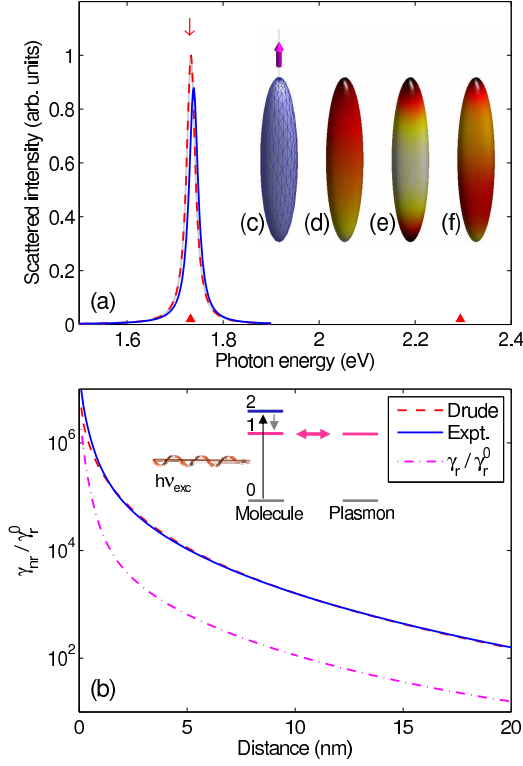 Scattered intensity (arb. units)
1
0.8
0.6
0.4
0.2
0
(c) (d) (e) (f)
(a)
1.6 1.8 2 2.2 2.4
Photon energy (eV)
γnr / γr0
10^6
10^4
10^2
2
1
0
hνexc
Molecule Plasmon
Drude
Expt.
γr / γr0
(b)
0 5 10 15 20
Distance (nm)